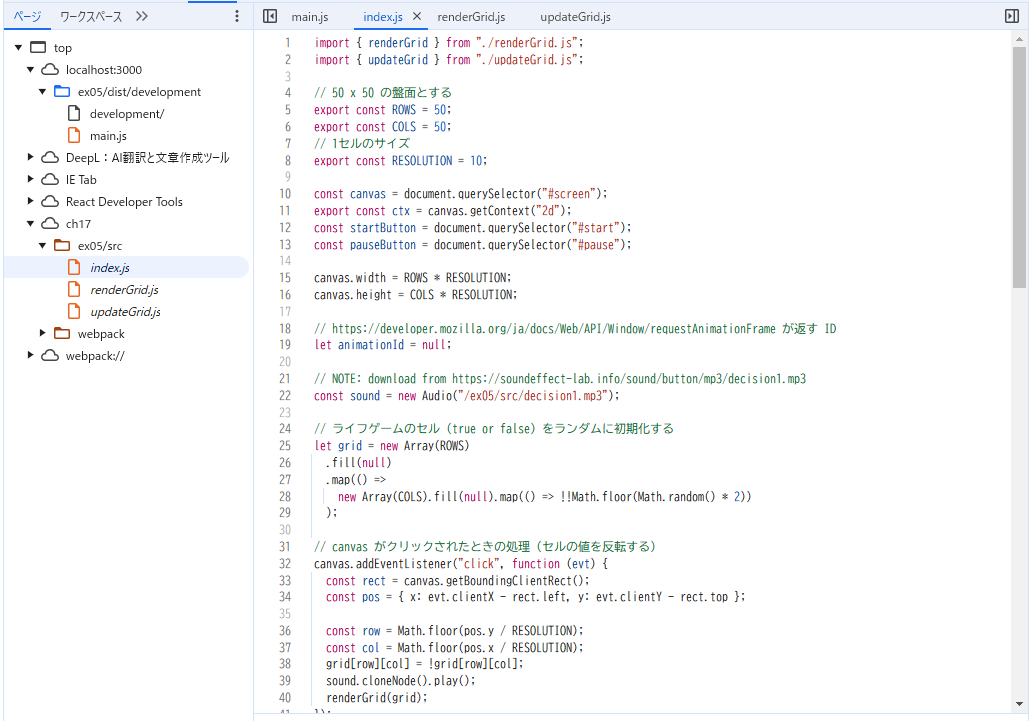 ページ ワークスペース
top
localhost:3000
ex05/dist/development
development/
main.js
DeepL：AI翻訳と文章作成ツール
IE Tab
React Developer Tools
ch17
ex05/src
index.js
renderGrid.js
updateGrid.js
webpack
webpack://
main.js index.js renderGrid.js updateGrid.js
1 import { renderGrid } from "./renderGrid.js";
2 import { updateGrid } from "./updateGrid.js";
3
4 // 50 x 50 の盤面とする
5 export const ROWS = 50;
6 export const COLS = 50;
7 // 1セルのサイズ
8 export const RESOLUTION = 10;
9
10 const canvas = document.querySelector("#screen");
11 export const ctx = canvas.getContext("2d");
12 const startButton = document.querySelector("#start");
13 const pauseButton = document.querySelector("#pause");
14
15 canvas.width = ROWS * RESOLUTION;
16 canvas.height = COLS * RESOLUTION;
17
18 // https://developer.mozilla.org/ja/docs/Web/API/Window/requestAnimationFrame が返す ID
19 let animationId = null;
20
21 // NOTE: download from https://soundeffect-lab.info/sound/button/mp3/decision1.mp3
22 const sound = new Audio("/ex05/src/decision1.mp3");
23
24 // ライフゲームのセル (true or false) をランダムに初期化する
25 let grid = new Array(ROWS)
26 .fill(null)
27 .map(() =>
28 new Array(COLS).fill(null).map(() => !!Math.floor(Math.random() * 2))
29 );
30
31 // canvas がクリックされたときの処理 (セルの値を反転する)
32 canvas.addEventListener("click", function (evt) {
33 const rect = canvas.getBoundingClientRect();
34 const pos = { x: evt.clientX - rect.left, y: evt.clientY - rect.top };
35
36 const row = Math.floor(pos.y / RESOLUTION);
37 const col = Math.floor(pos.x / RESOLUTION);
38 grid[row][col] = !grid[row][col];
39 sound.cloneNode().play();
40 renderGrid(grid);
41 });